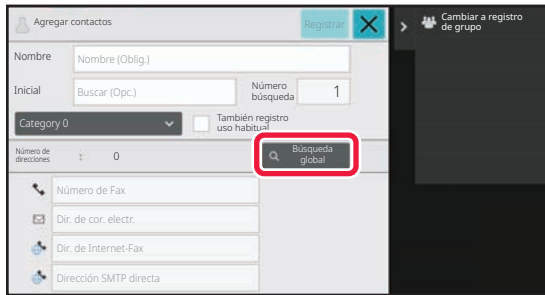 Agregar contactos
Registrar
Cambiar a registro
de grupo
Nombre
Nombre (Oblig.)
Inicial
Buscar (Opc.)
Número
búsqueda
1
Category 0
También registro
uso habitual
Número de
direcciones
:
0
Búsqueda
global
Número de Fax
Dir. de cor. electr.
Dir. de Internet-Fax
Dirección SMTP directa